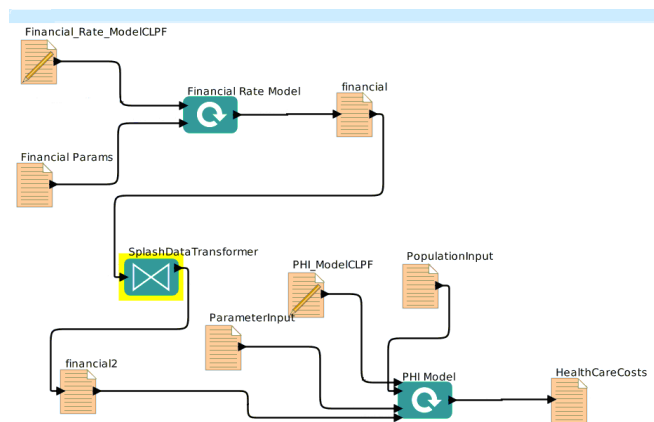 Financial_Rate_ModelCLPF
Financial Rate Model
financial
Financial Params
SplashDataTransformer
PHI_ModelCLPF
PopulationInput
ParameterInput
financial2
PHI Model
HealthCareCosts